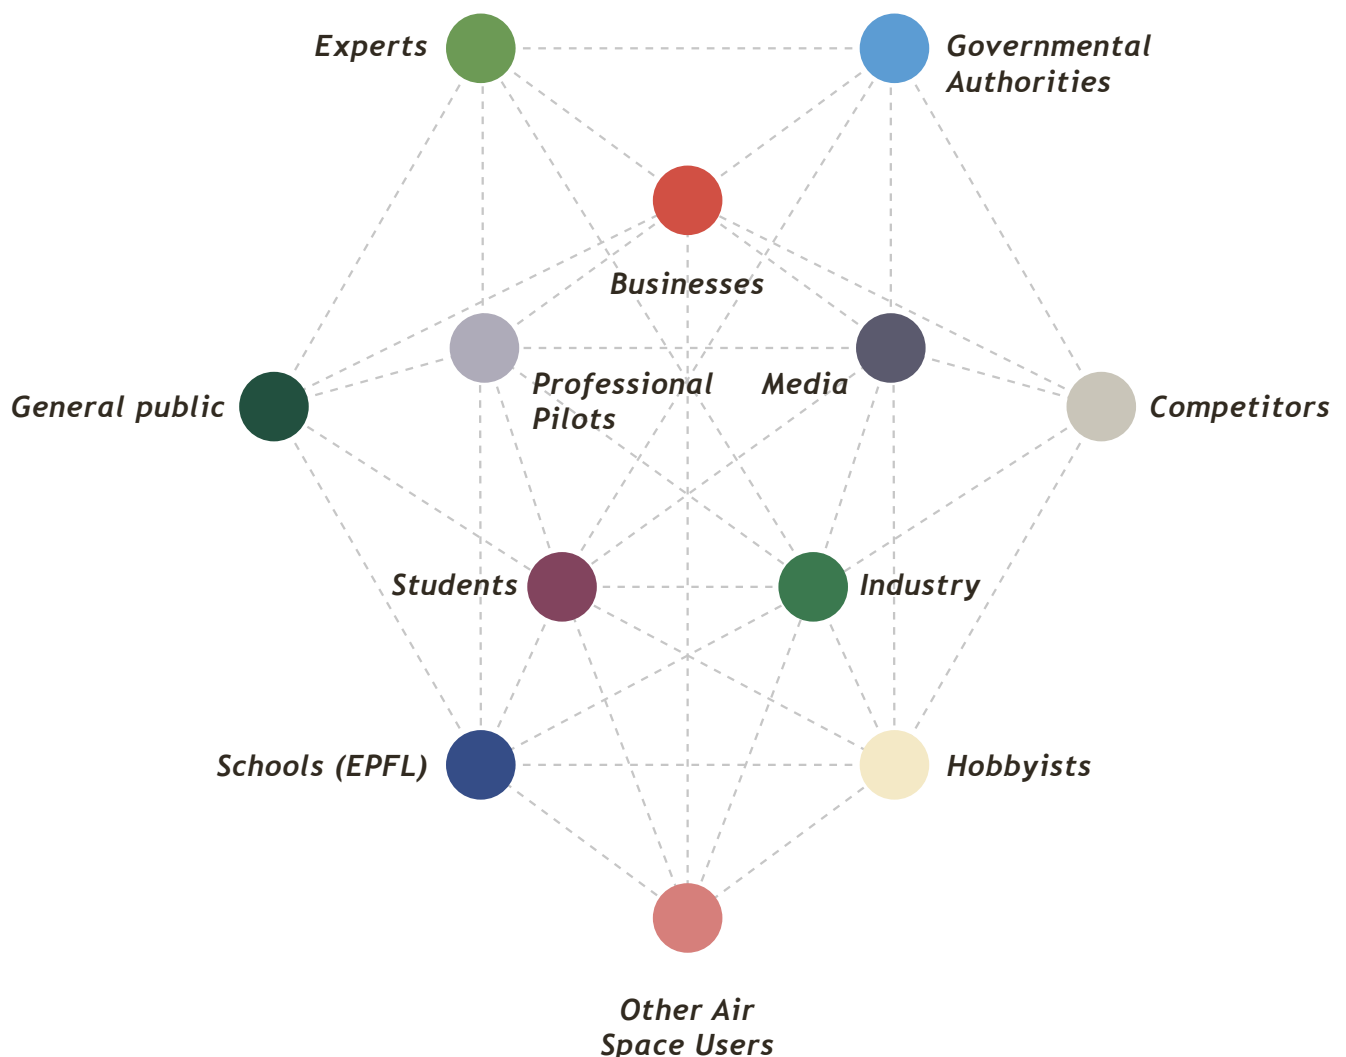 Experts
Governmental
Authorities
Businesses
Professional
Pilots
Media
General public
Competitors
Students
Industry
Schools (EPFL)
Hobbyists
Other Air
Space Users